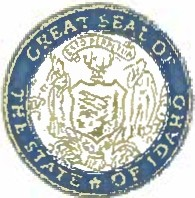 GREAT SEAL OF
THE STATE ★ OF IDAHO